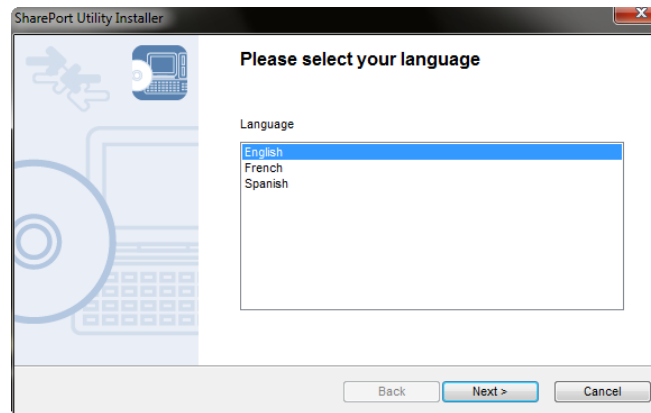 SharePort Utility Installer
Please select your language
Language
English
French
Spanish
Back
Next >
Cancel